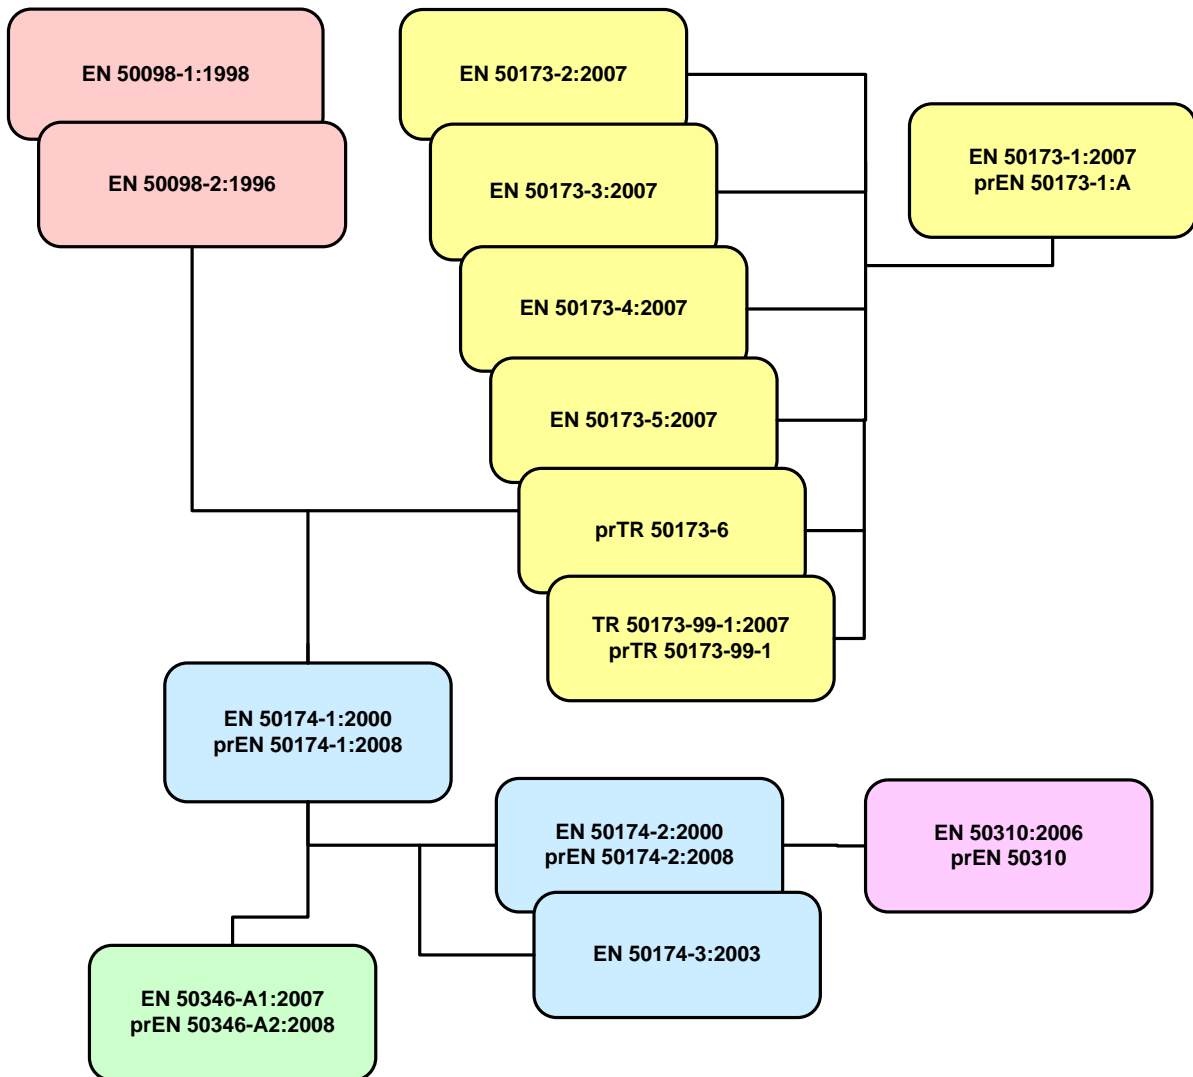 EN 50098-1:1998
EN 50098-2:1996
EN 50173-2:2007
EN 50173-3:2007
EN 50173-4:2007
EN 50173-5:2007
prTR 50173-6
TR 50173-99-1:2007
prTR 50173-99-1
EN 50173-1:2007
prEN 50173-1:A
EN 50174-1:2000
prEN 50174-1:2008
EN 50174-2:2000
prEN 50174-2:2008
EN 50174-3:2003
EN 50310:2006
prEN 50310
EN 50346-A1:2007
prEN 50346-A2:2008